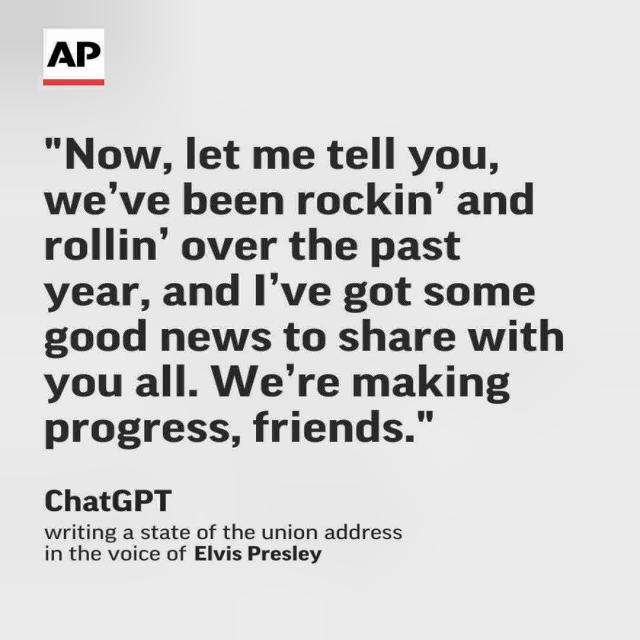 AP
"Now, let me tell you,
we’ve been rockin’ and
rollin’ over the past
year, and I’ve got some
good news to share with
you all. We’re making
progress, friends."
ChatGPT
writing a state of the union address
in the voice of Elvis Presley